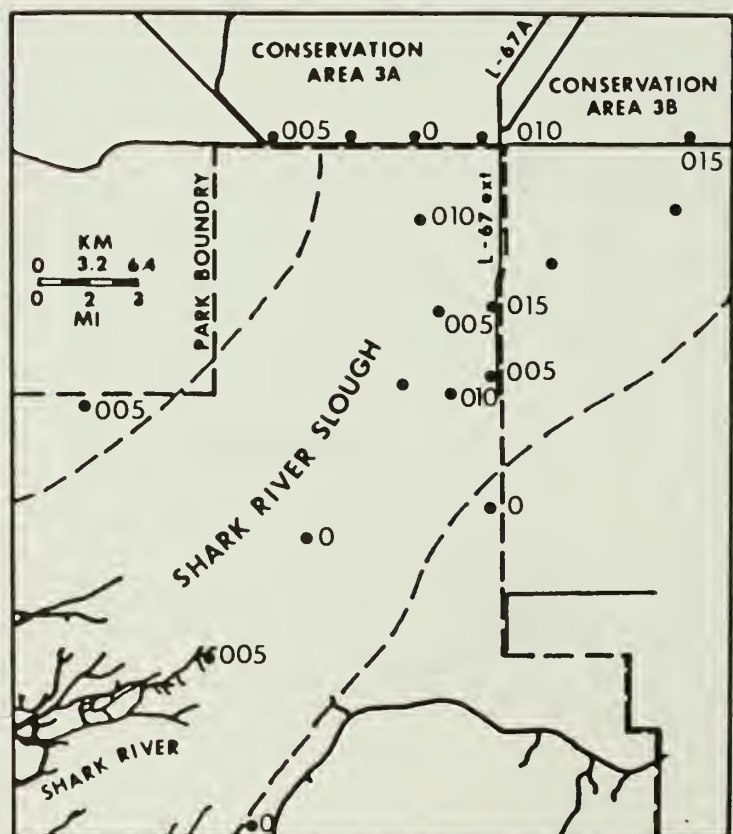 CONSERVATION
AREA 3A
L-67A
CONSERVATION
AREA 3B
005
0
010
015
PARK BOUNDRY
KM
0 3.2 6.4
0 2 3
MI
L-67 ext
010
015
005
005
010
005
SHARK RIVER SLOUGH
0
0
005
SHARK RIVER
0